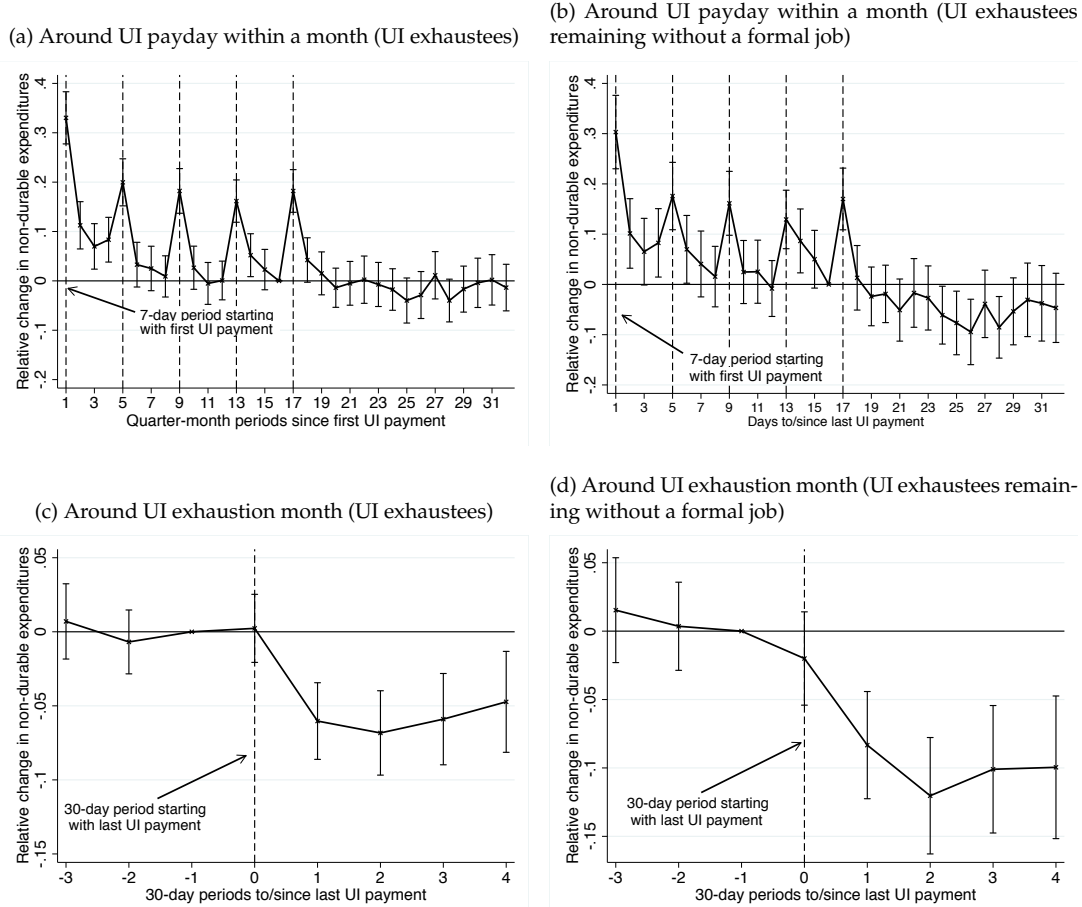 (a) Around UI payday within a month (UI exhaustees)
Relative change in non-durable expenditures
.4
.3
.2
.1
0
-.1
-.2
7-day period starting
with first UI payment
1 3 5 7 9 11 13 15 17 19 21 23 25 27 29 31
Quarter-month periods since first UI payment
(b) Around UI payday within a month (UI exhaustees
remaining without a formal job)
Relative change in non-durable expenditures
.4
.3
.2
.1
0
-.1
-.2
7-day period starting
with first UI payment
1 3 5 7 9 11 13 15 17 19 21 23 25 27 29 31
Days to/since last UI payment
(c) Around UI exhaustion month (UI exhaustees)
Relative change in non-durable expenditures
.05
0
-.05
-.1
-.15
30-day period starting
with last UI payment
-3 -2 -1 0 1 2 3 4
30-day periods to/since last UI payment
(d) Around UI exhaustion month (UI exhaustees remain-
ing without a formal job)
Relative change in non-durable expenditures
.05
0
-.05
-.1
-.15
30-day period starting
with last UI payment
-3 -2 -1 0 1 2 3 4
30-day periods to/since last UI payment